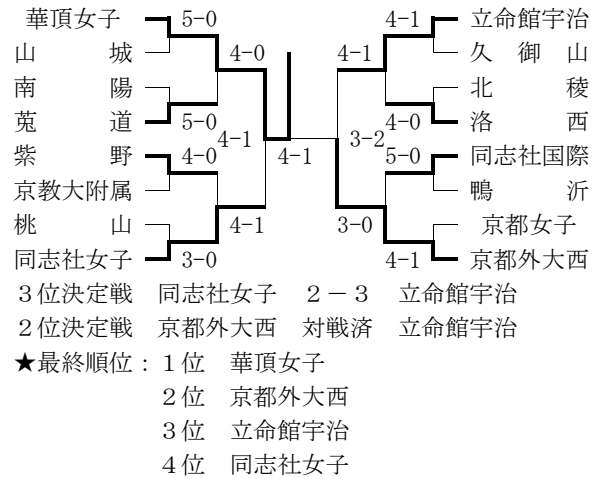 華頂女子 5-0 4-1 立命館宇治
山城 4-0 4-1 久御山
南陽 北稜
莵道 5-0 4-0 洛西
4-1 4-1 3-2
紫野 4-0 5-0 同志社国際
京教大附属 鴨沂
桃山 4-1 3-0 京都女子
同志社女子 3-0 4-1 京都外大西
3位決定戦 同志社女子 2－3 立命館宇治
2位決定戦 京都外大西 対戦済 立命館宇治
★最終順位：1位 華頂女子
2位 京都外大西
3位 立命館宇治
4位 同志社女子